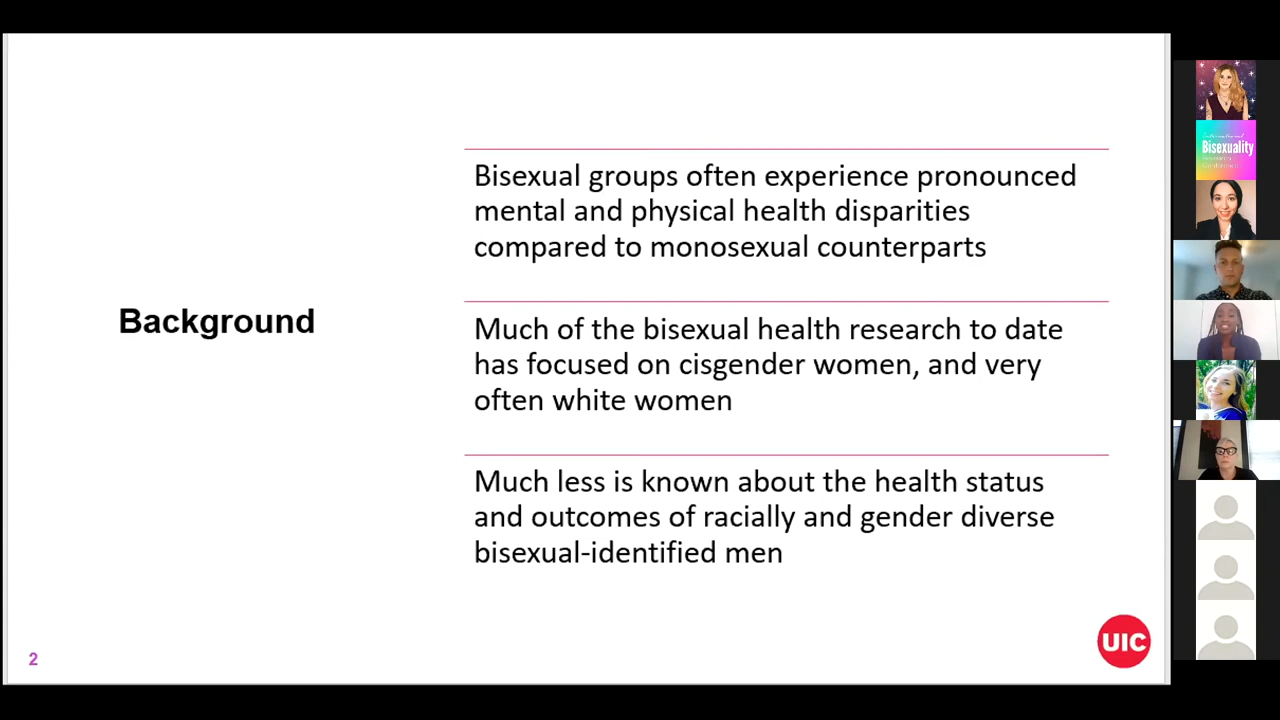 Background
Bisexual groups often experience pronounced
mental and physical health disparities
compared to monosexual counterparts
Much of the bisexual health research to date
has focused on cisgender women, and very
often white women
Much less is known about the health status
and outcomes of racially and gender diverse
bisexual-identified men
2
UIC
Bisexuality